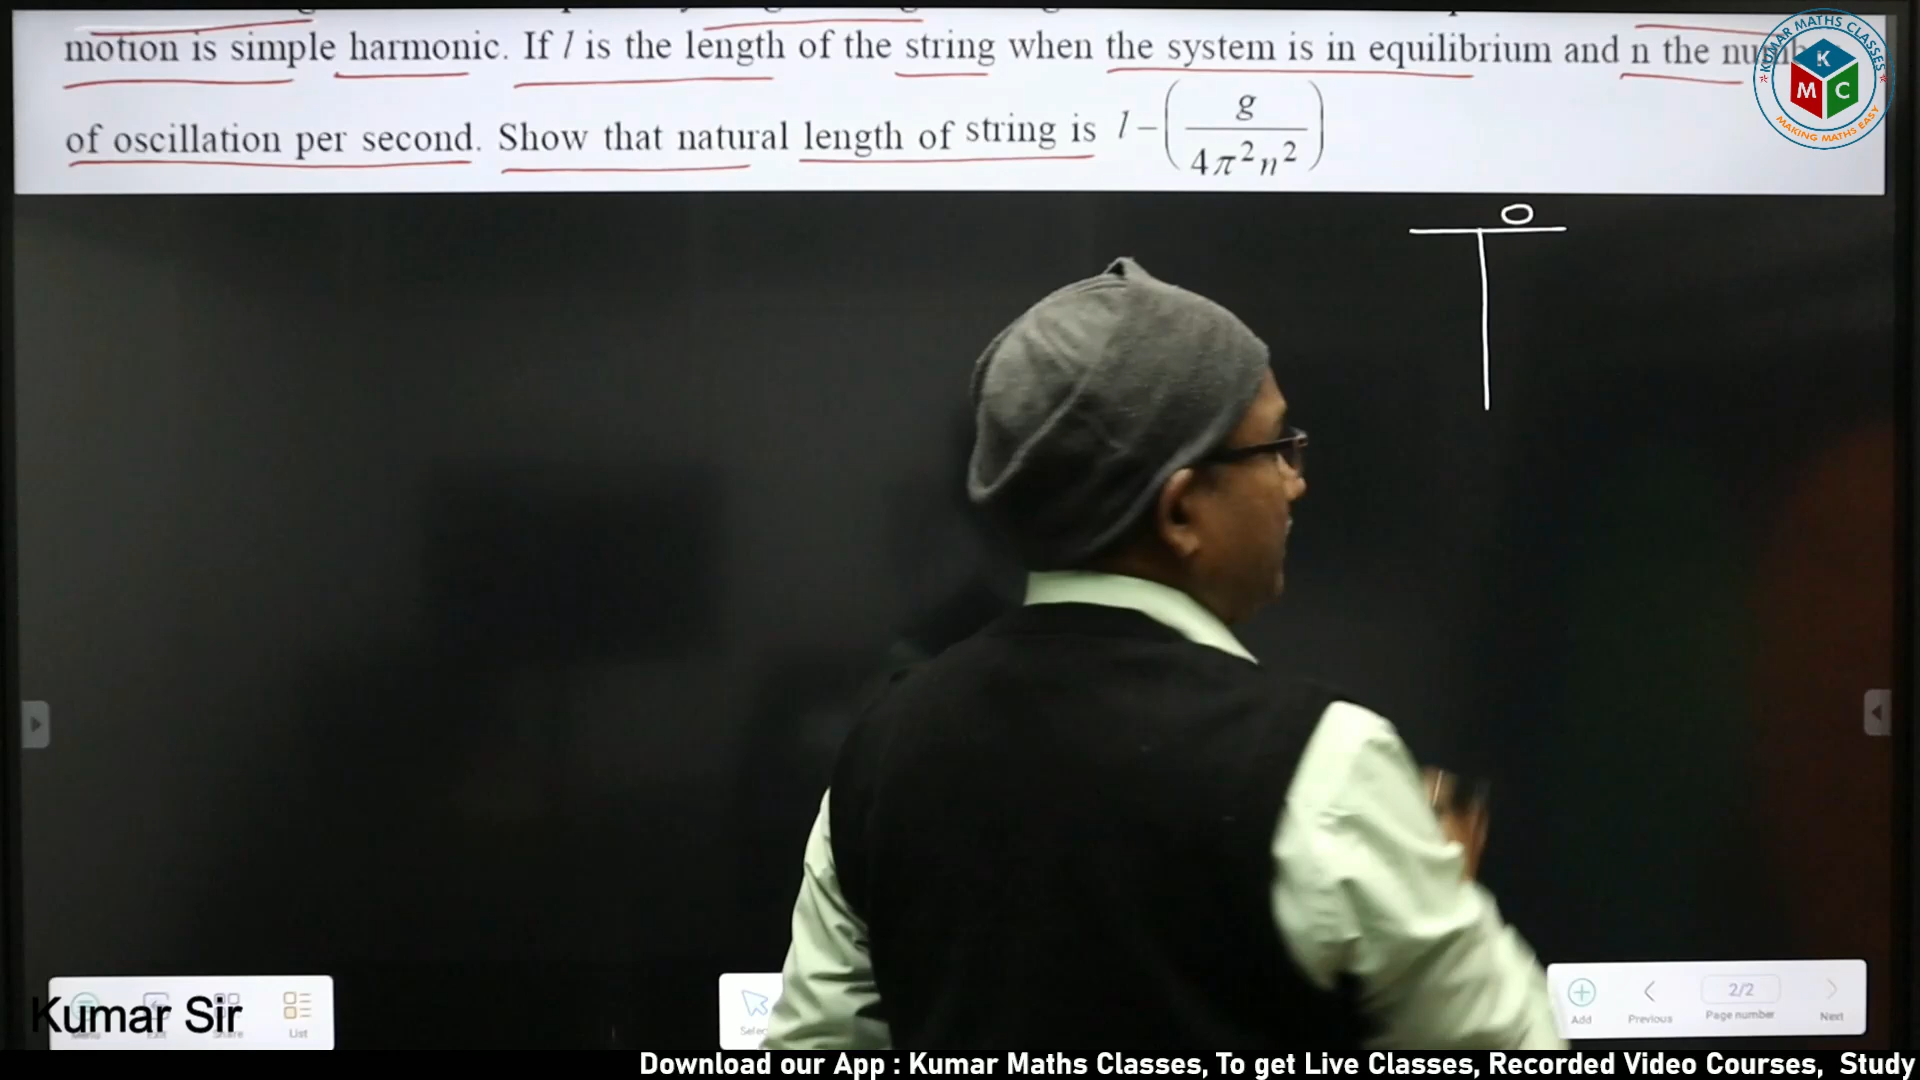 motion is simple harmonic. If l is the length of the string when the system is in equilibrium and n the numb
of oscillation per second. Show that natural length of string is l − (g / 4π²n²)
KUMAR MATHS CLASSES
K
M C
MAKING MATHS EASY
O
Kumar Sir
List
Selec
Add
Previous
2/2
Page number
Next
Download our App : Kumar Maths Classes, To get Live Classes, Recorded Video Courses, Study